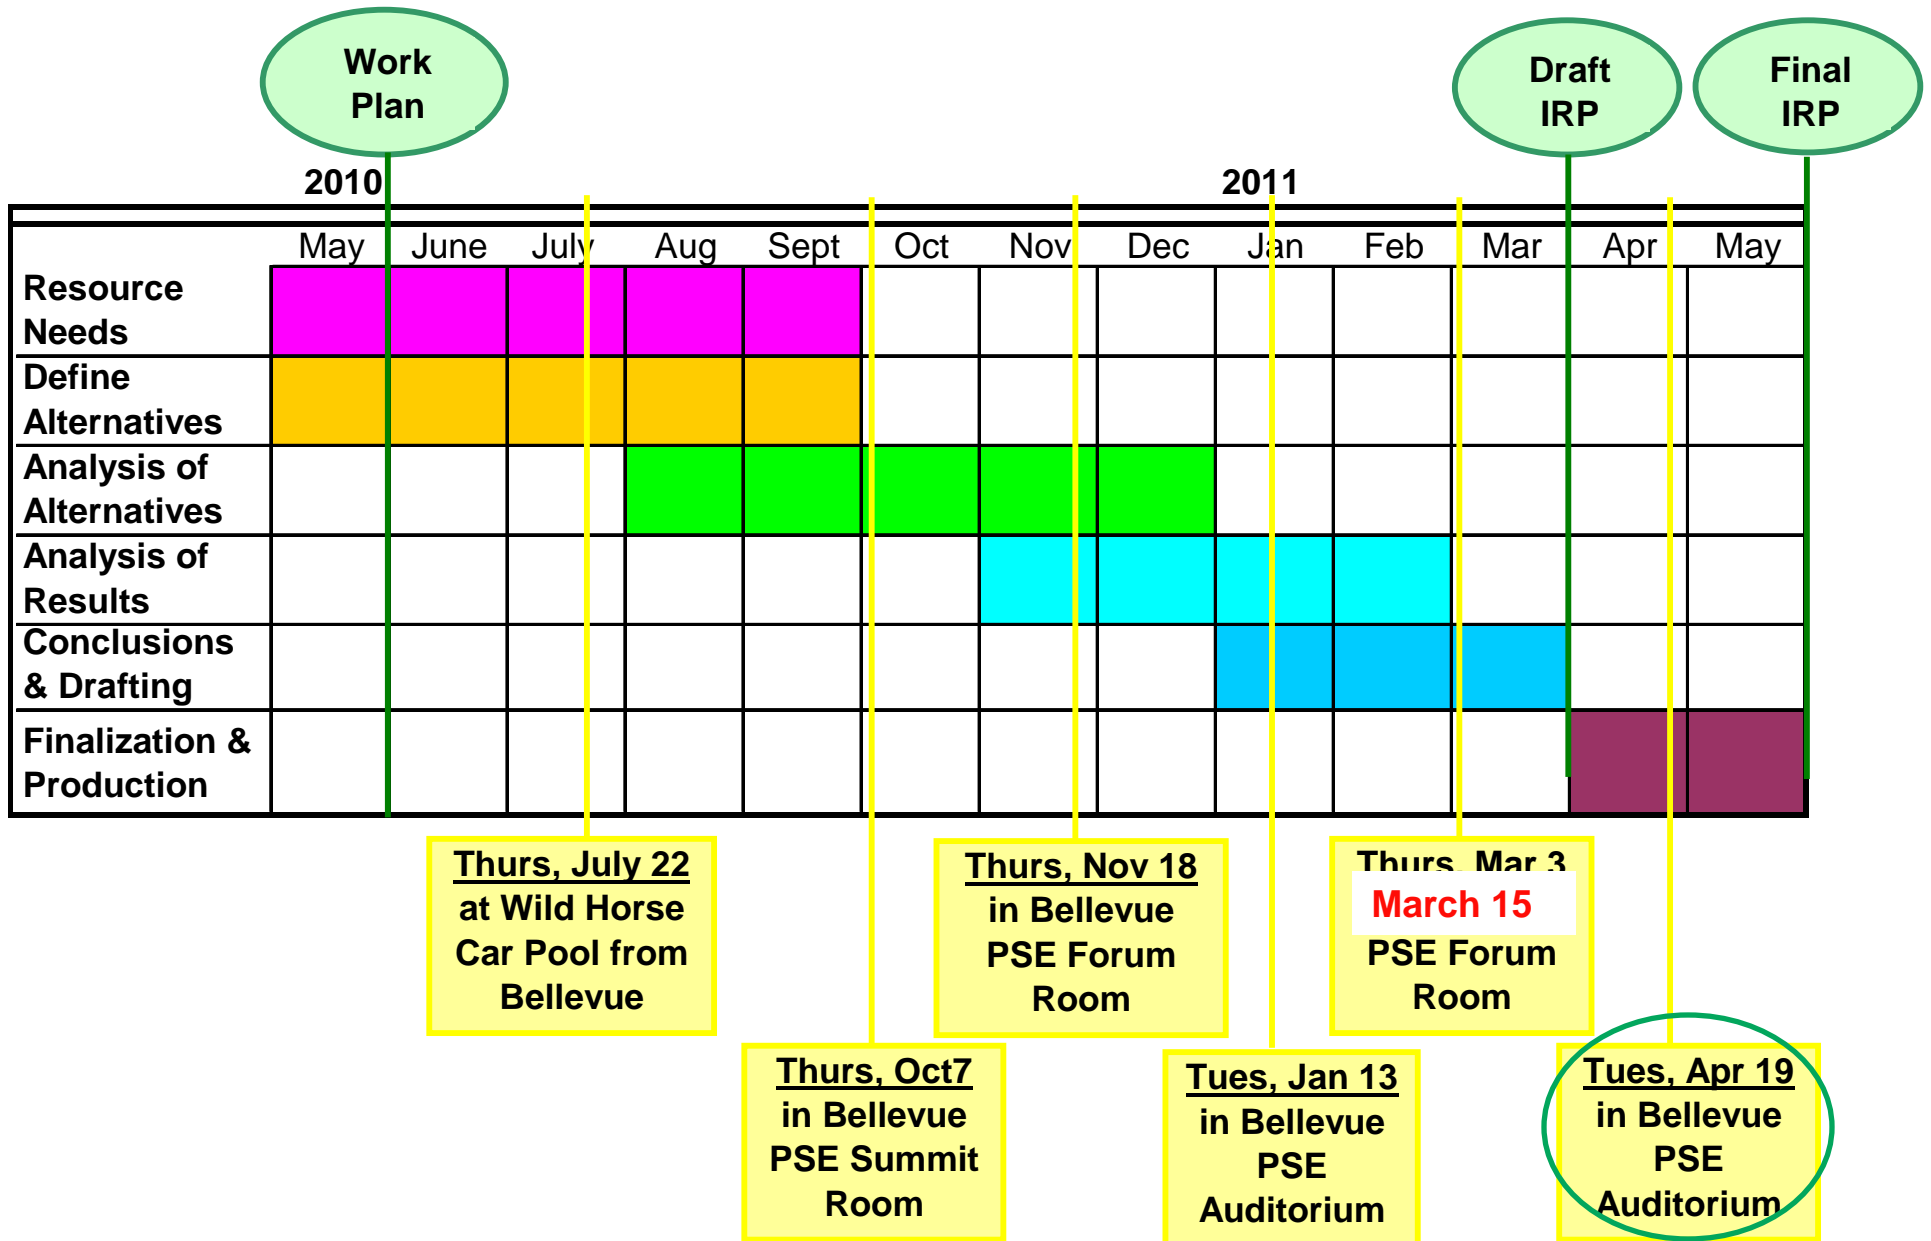 Work
Plan
Draft
IRP
Final
IRP
2010
2011
May June July Aug Sept Oct Nov Dec Jan Feb Mar Apr May
Resource
Needs
Define
Alternatives
Analysis of
Alternatives
Analysis of
Results
Conclusions
& Drafting
Finalization &
Production
Thurs, July 22
at Wild Horse
Car Pool from
Bellevue
Thurs, Oct7
in Bellevue
PSE Summit
Room
Thurs, Nov 18
in Bellevue
PSE Forum
Room
Tues, Jan 13
in Bellevue
PSE
Auditorium
Thurs, Mar 3
March 15
PSE Forum
Room
Tues, Apr 19
in Bellevue
PSE
Auditorium